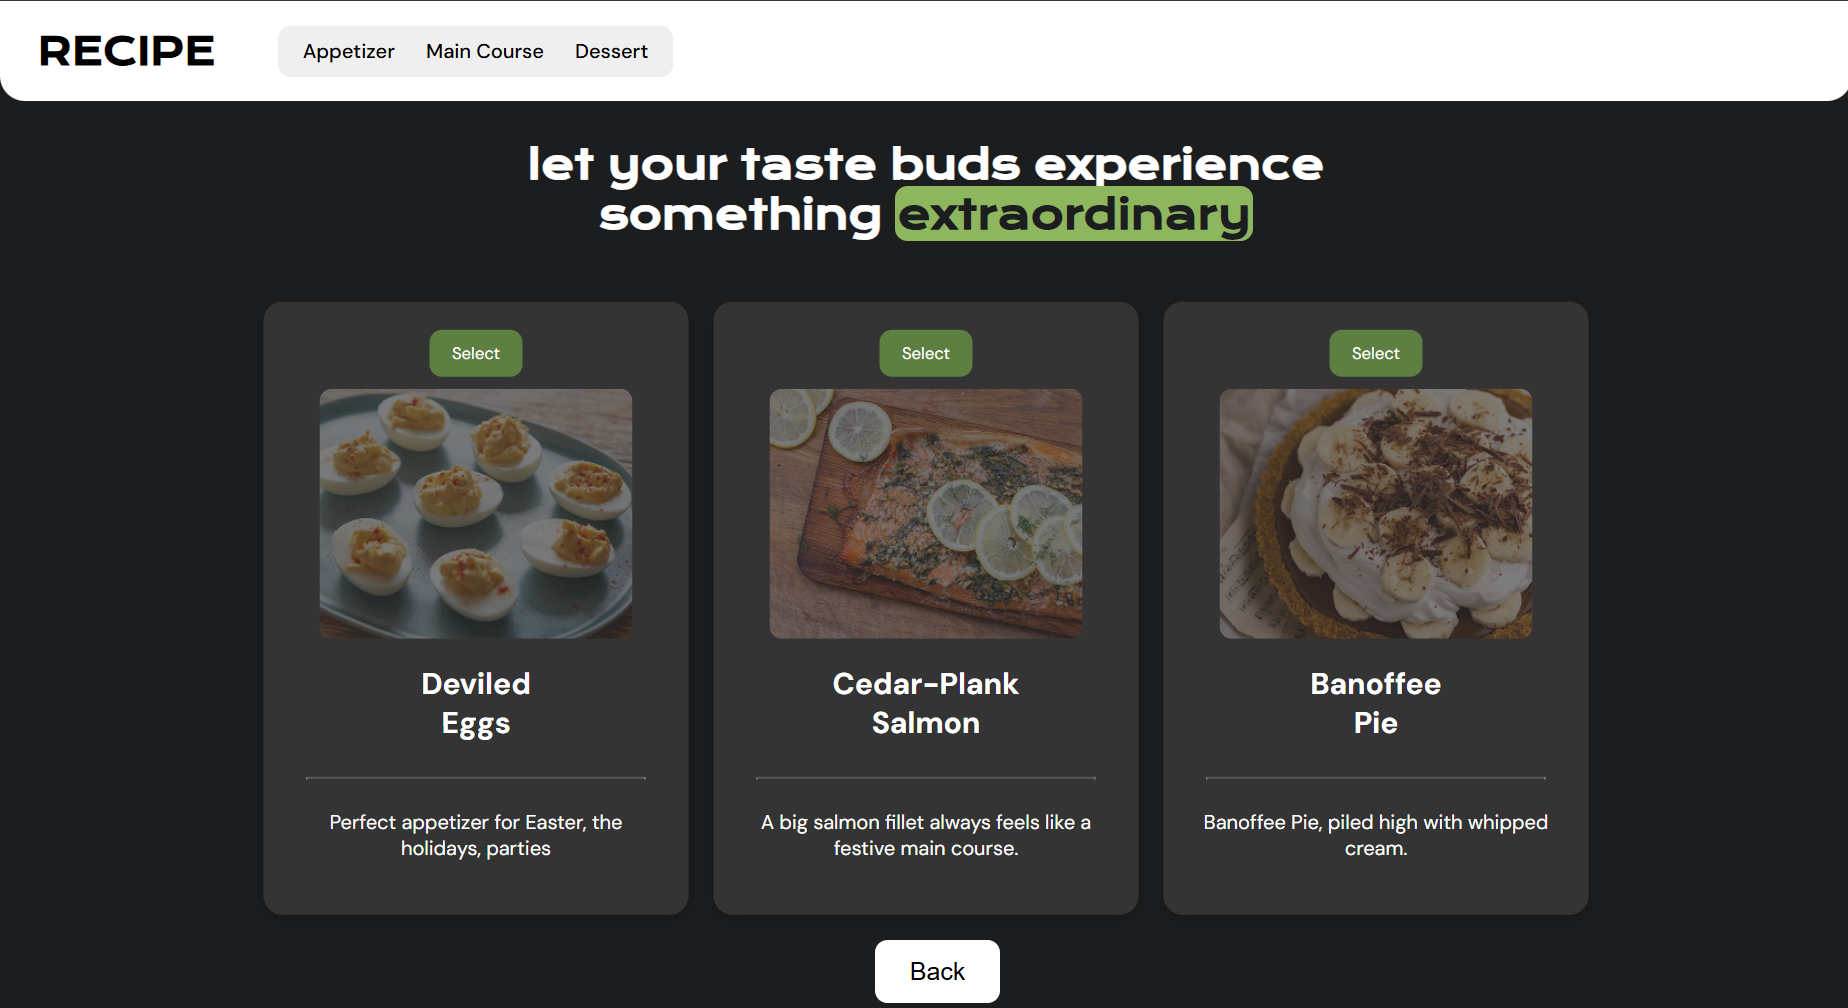 RECIPE
Appetizer Main Course Dessert
let your taste buds experience
something extraordinary
Select
Deviled
Eggs
Perfect appetizer for Easter, the
holidays, parties
Select
Cedar-Plank
Salmon
A big salmon fillet always feels like a
festive main course.
Select
Banoffee
Pie
Banoffee Pie, piled high with whipped
cream.
Back